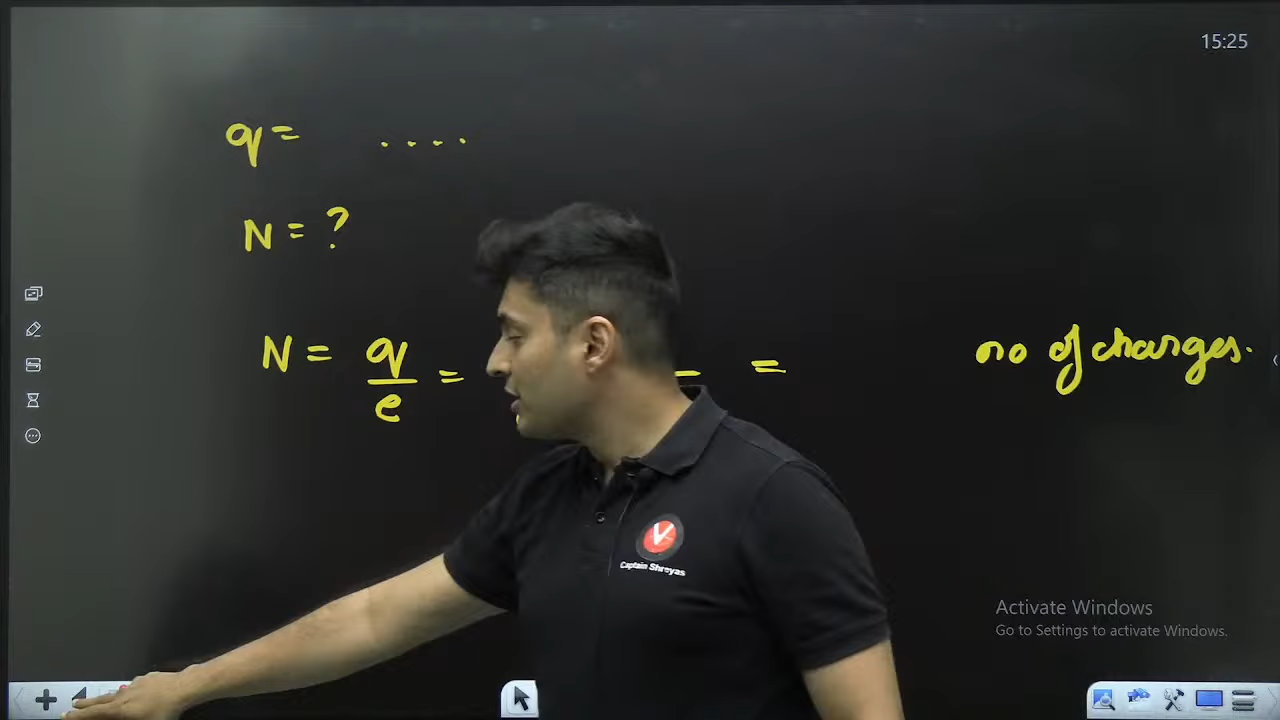 15:25
q= ....
N = ?
N = q/e = = no of charges.
V
Captain Shreyas
Activate Windows
Go to Settings to activate Windows.